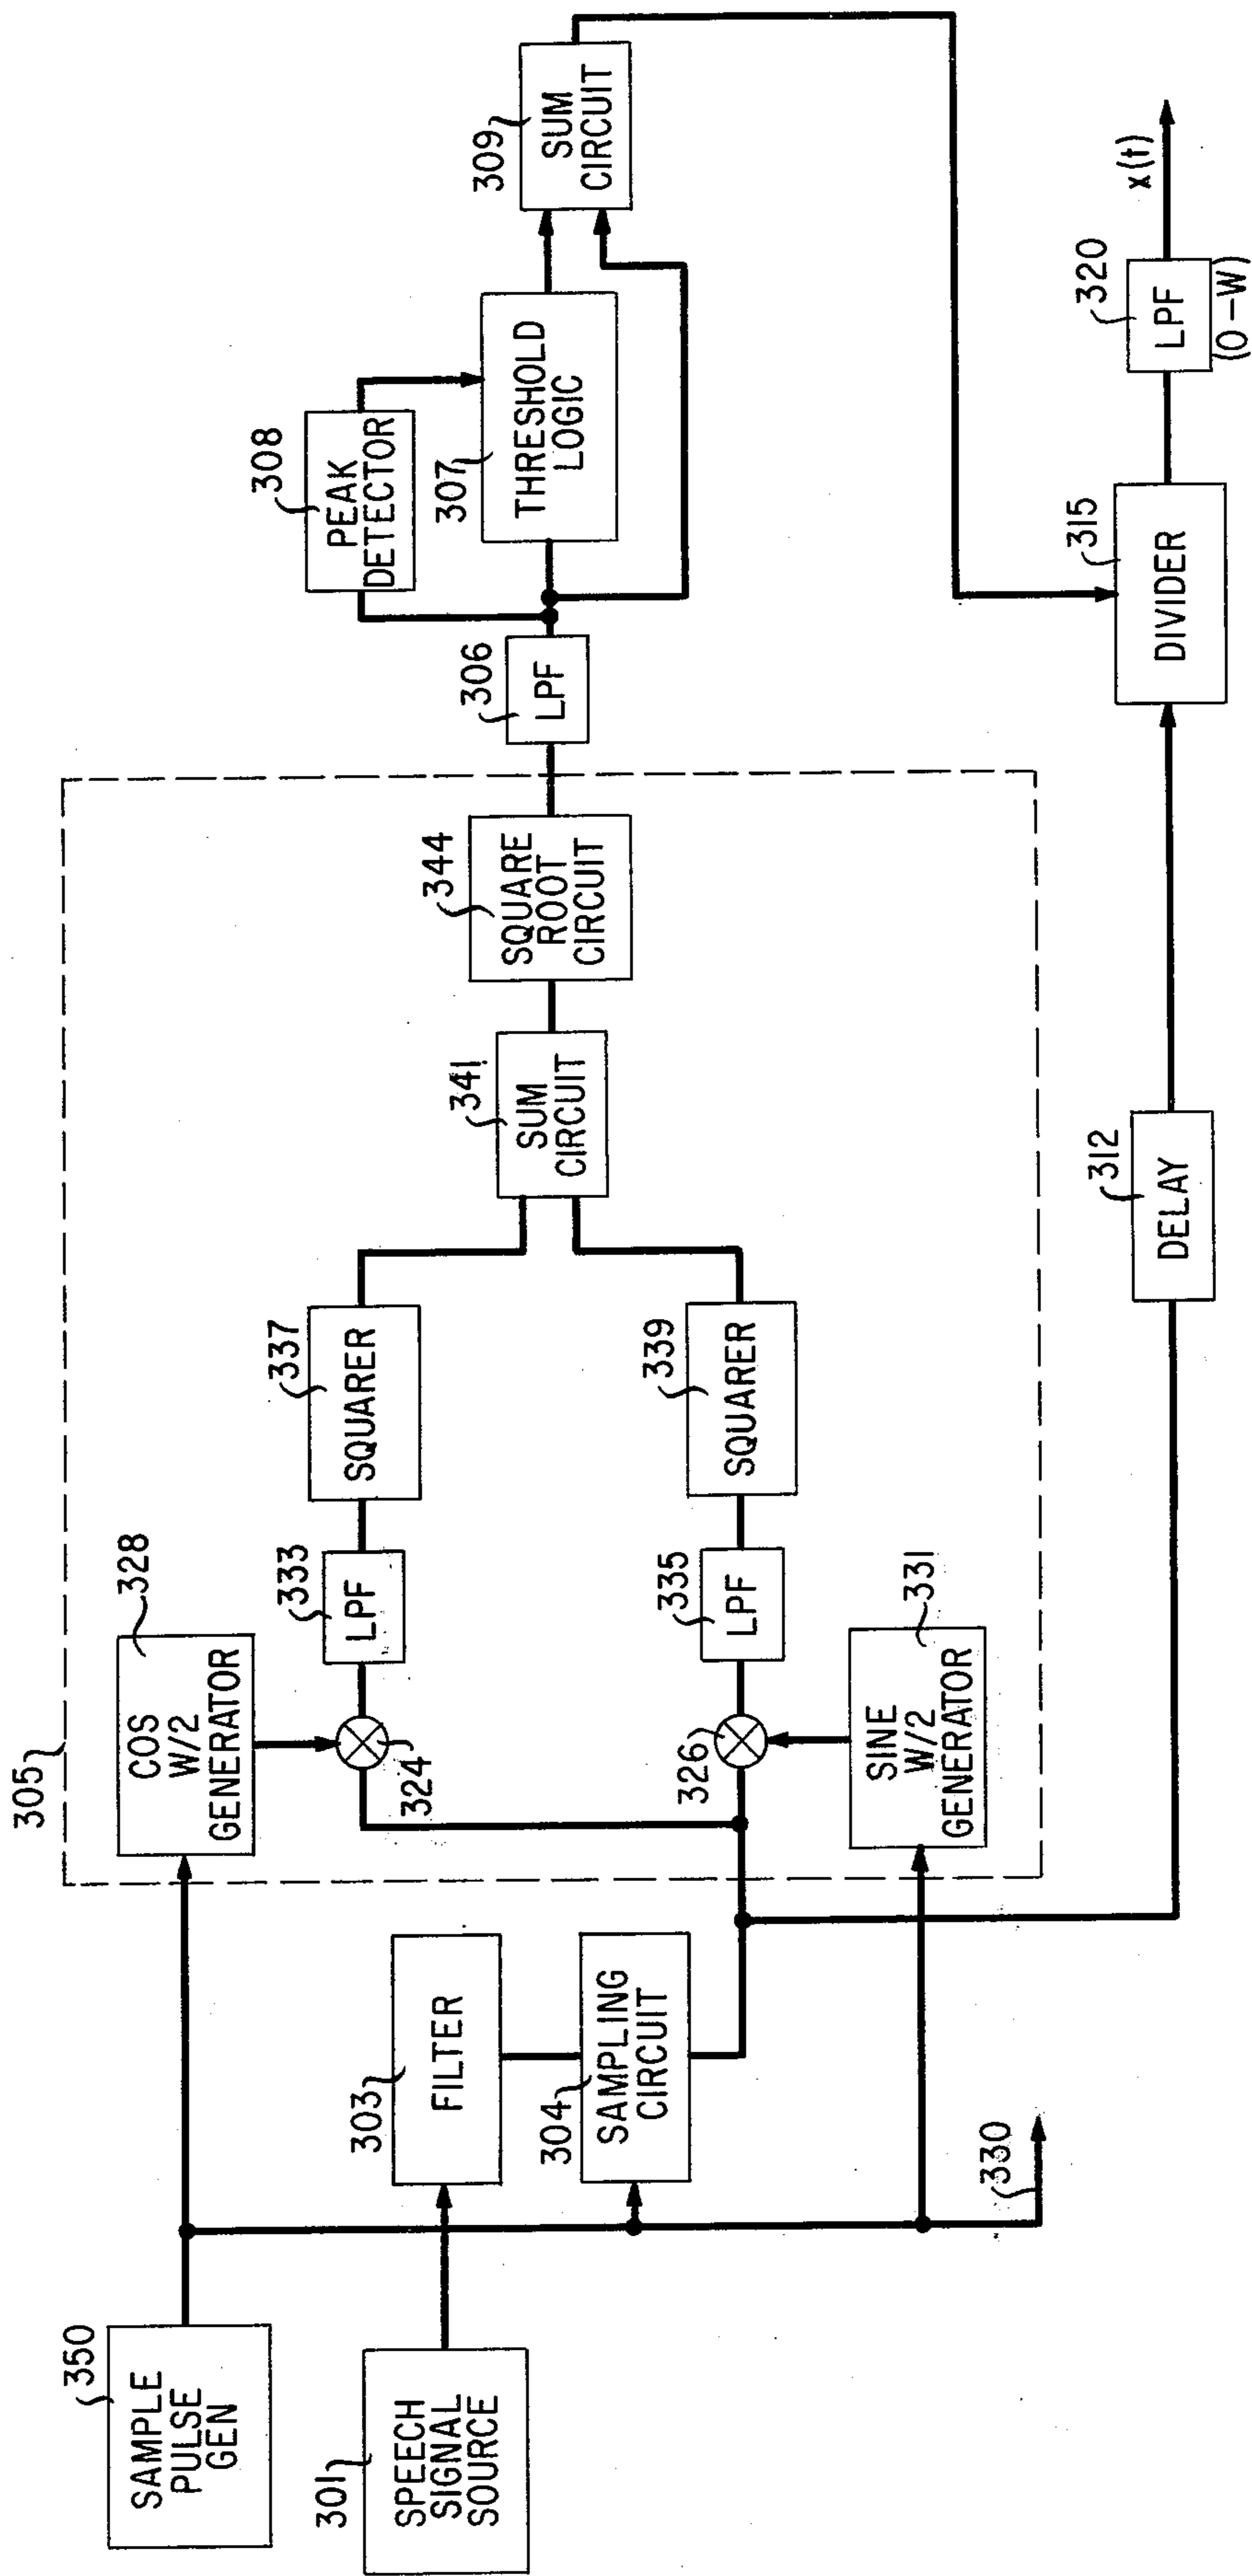 350
SAMPLE
PULSE
GEN
301
SPEECH
SIGNAL
SOURCE
303
FILTER
304
SAMPLING
CIRCUIT
330
305
328
COS
W/2
GENERATOR
324
333
LPF
337
SQUARER
326
335
LPF
339
SQUARER
331
SINE
W/2
GENERATOR
341
SUM
CIRCUIT
344
SQUARE
ROOT
CIRCUIT
306
LPF
308
PEAK
DETECTOR
307
THRESHOLD
LOGIC
309
SUM
CIRCUIT
312
DELAY
315
DIVIDER
320
LPF
(0-W)
x(t)